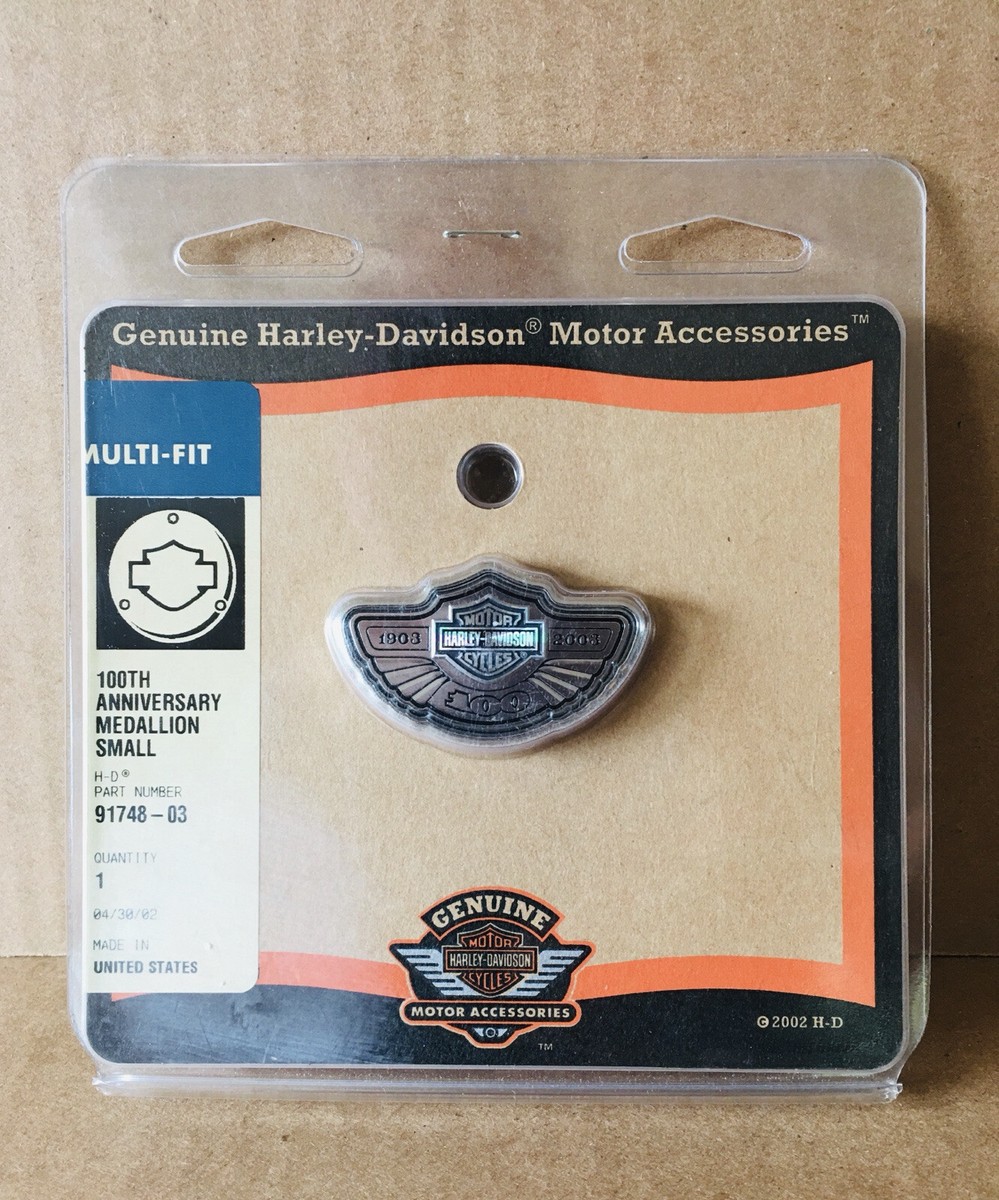 Genuine Harley-Davidson® Motor Accessories™
MULTI-FIT
100TH
ANNIVERSARY
MEDALLION
SMALL
H-D®
PART NUMBER
91748-03
QUANTITY
1
04/30/02
MADE IN
UNITED STATES
MOTOR
1903 HARLEY-DAVIDSON 2003
CYCLES®
100
GENUINE
MOTOR
HARLEY-DAVIDSON
CYCLES
MOTOR ACCESSORIES
TM
© 2002 H-D